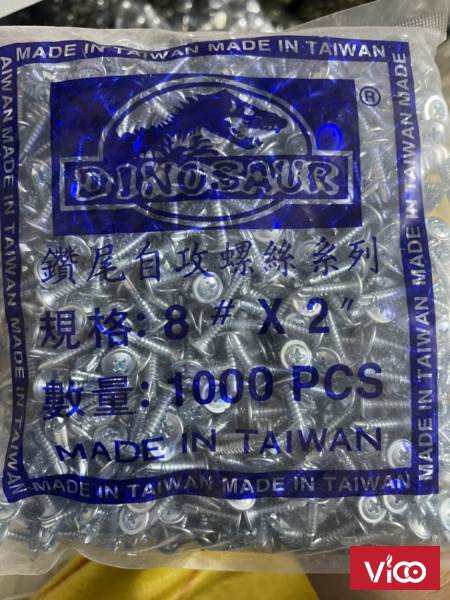 MADE IN TAIWAN MADE IN TAIWAN
AIWAN MADE IN TAIWAN MADE IN TAIWAN
MADE IN TAIWAN MADE IN TAIWAN MADE
®
DINOSAUR
鑽尾自攻螺絲系列
規格: 8 # X 2"
數量: 1000 PCS
MADE IN TAIWAN
MADE IN TAIWAN MADE IN TAIWAN
Vico